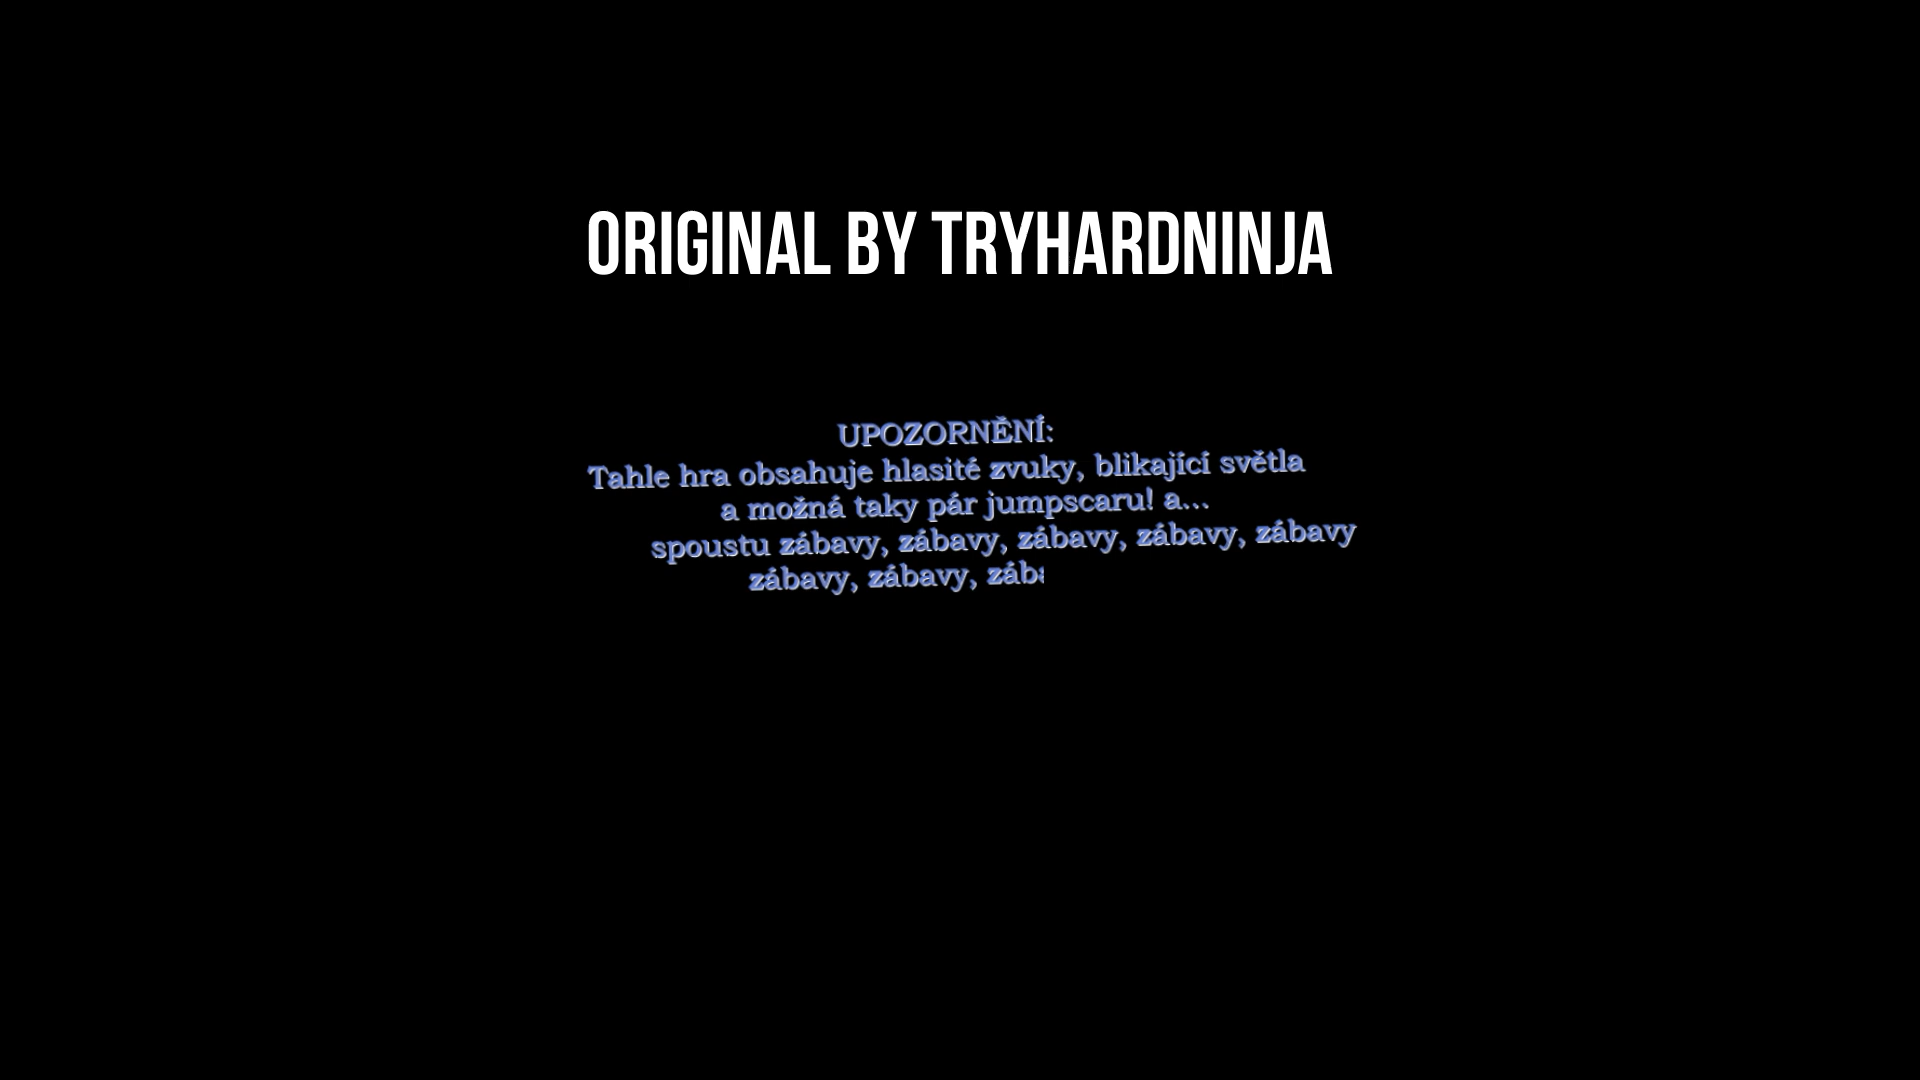 ORIGINAL BY TRYHARDNINJA
UPOZORNĚNÍ:
Tahle hra obsahuje hlasité zvuky, blikající světla
a možná taky pár jumpscaru! a...
spoustu zábavy, zábavy, zábavy, zábavy, zábavy
zábavy, zábavy, zába